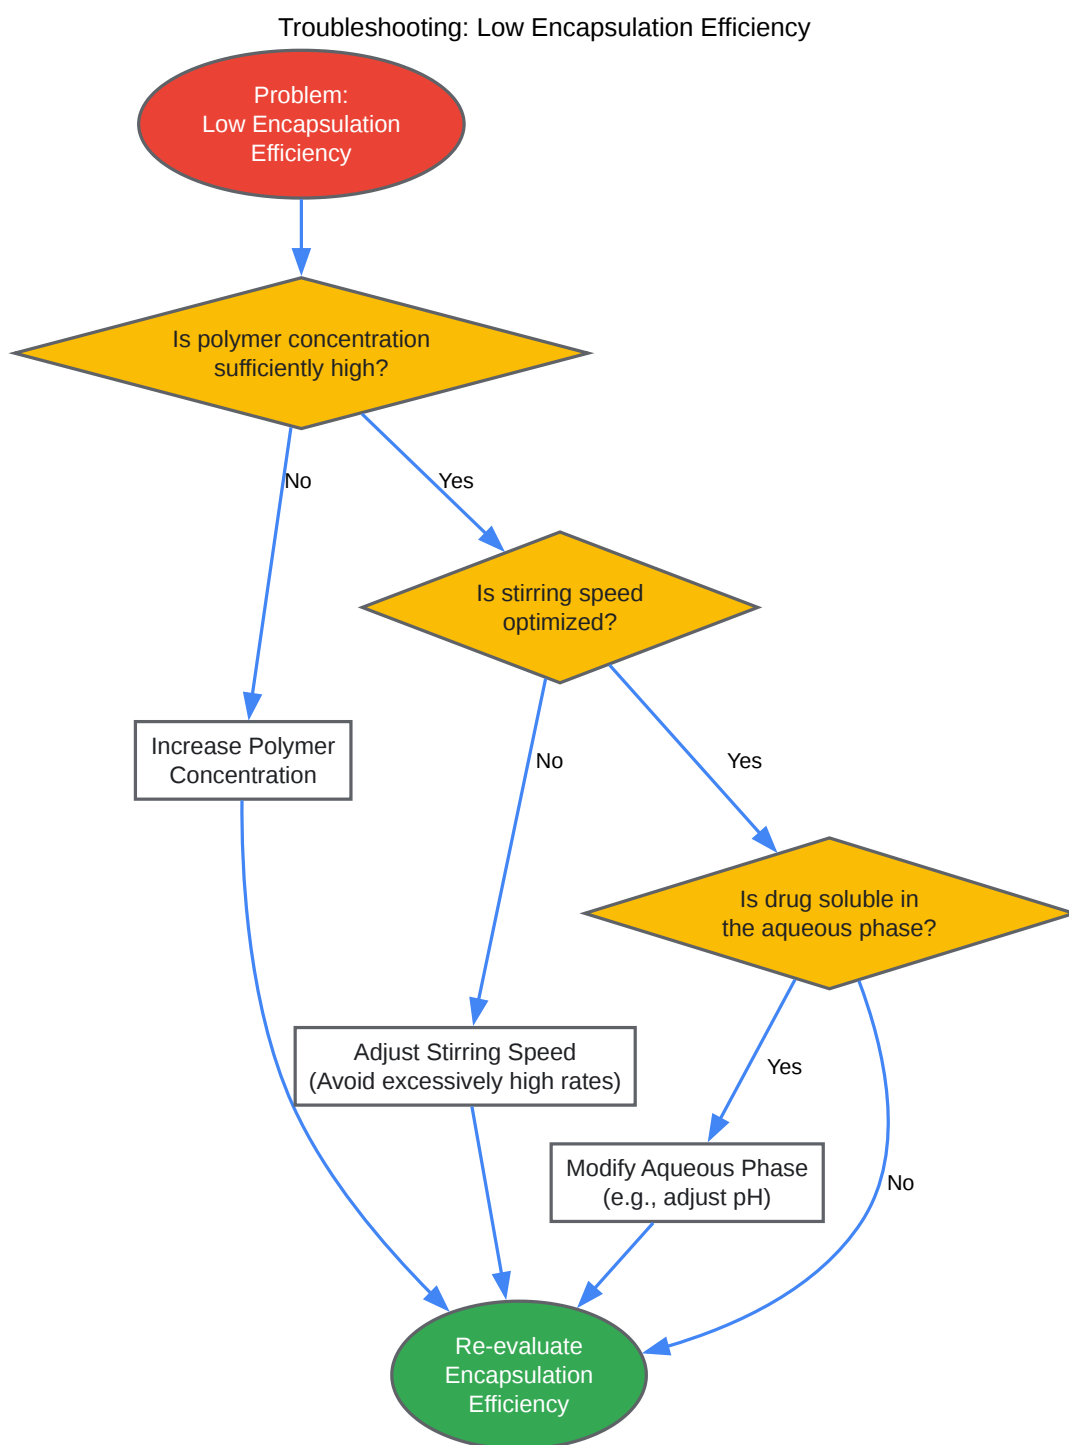 Troubleshooting: Low Encapsulation Efficiency
Problem:
Low Encapsulation
Efficiency
Is polymer concentration
sufficiently high?
No
Yes
Is stirring speed
optimized?
Increase Polymer
Concentration
No
Yes
Is drug soluble in
the aqueous phase?
Adjust Stirring Speed
(Avoid excessively high rates)
Yes
Modify Aqueous Phase
(e.g., adjust pH)
No
Re-evaluate
Encapsulation
Efficiency